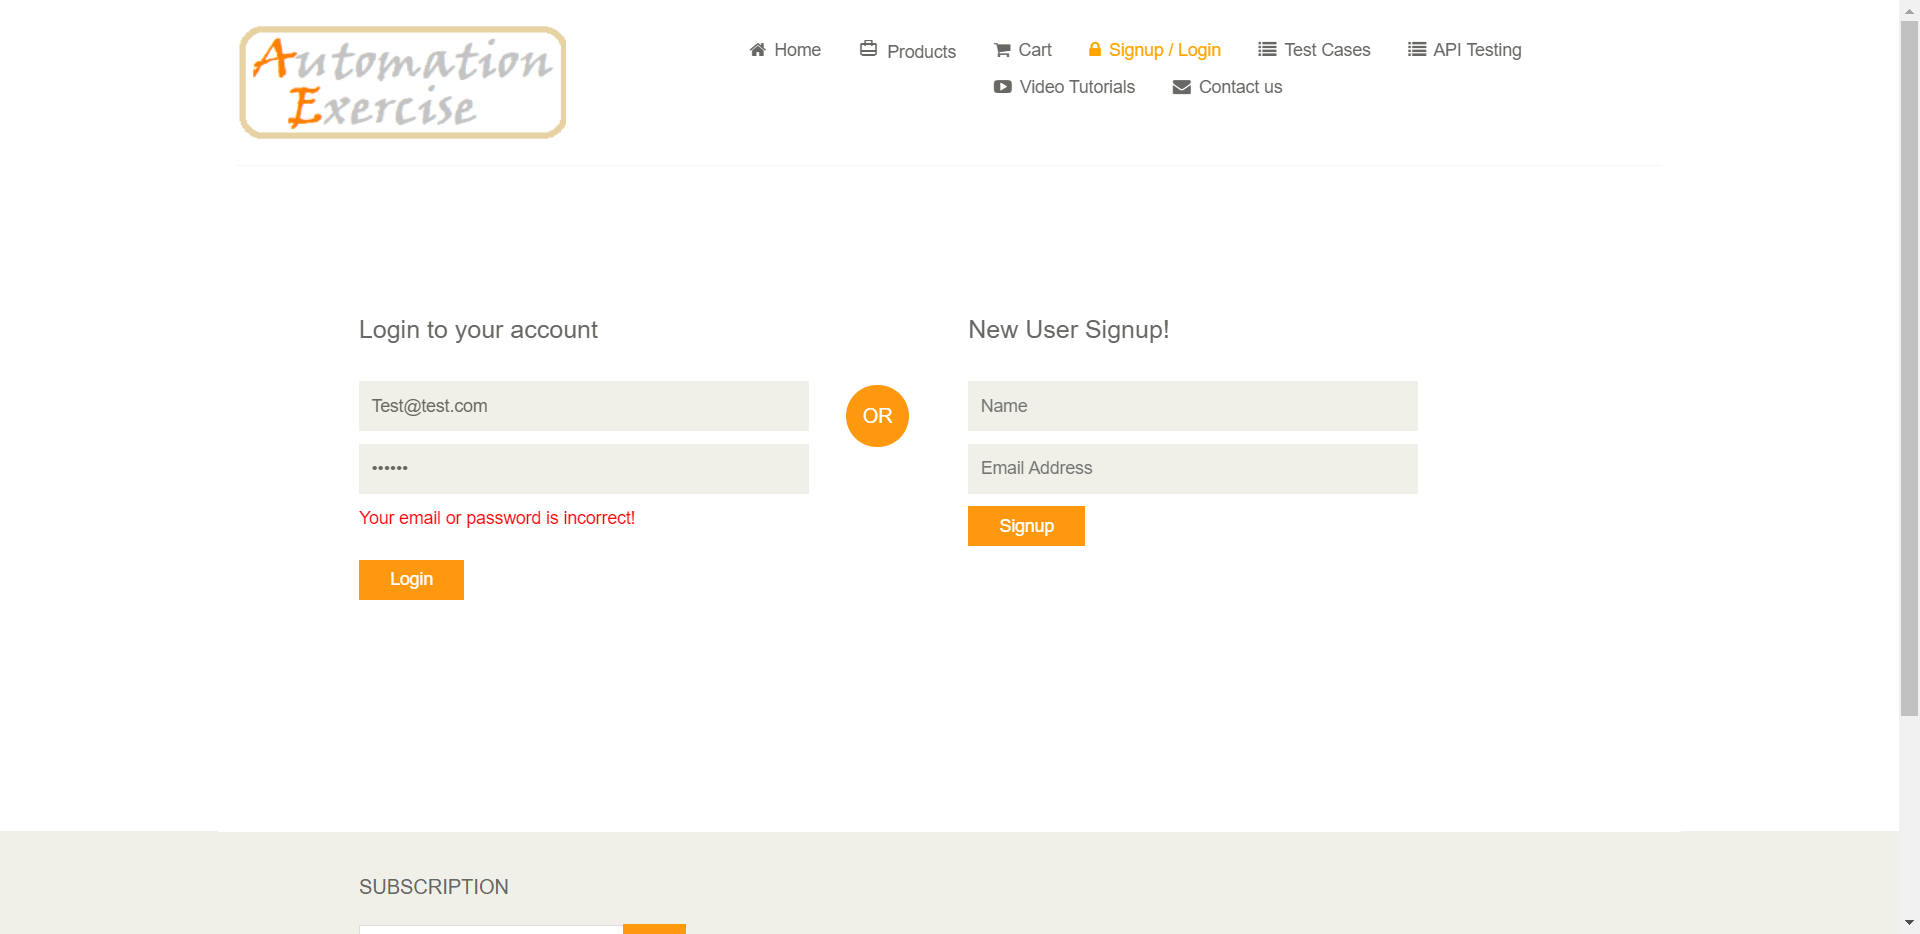 Automation
Exercise
Home
Products
Cart
Signup / Login
Test Cases
API Testing
Video Tutorials
Contact us
Login to your account
Test@test.com
••••••
Your email or password is incorrect!
Login
OR
New User Signup!
Name
Email Address
Signup
SUBSCRIPTION